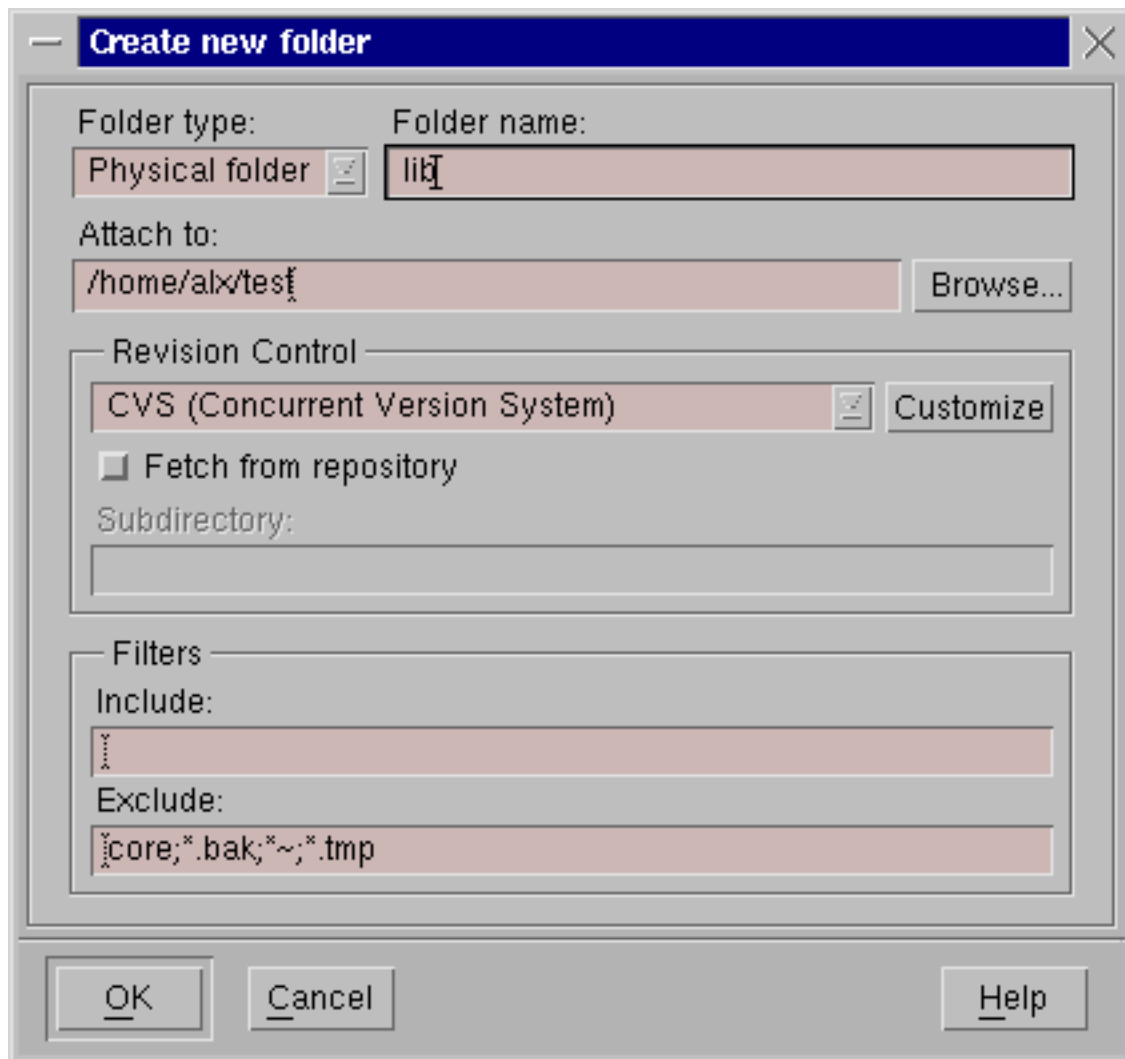 Create new folder
Folder type: Folder name:
Physical folder lib
Attach to:
/home/alx/test Browse...
Revision Control
CVS (Concurrent Version System) Customize
Fetch from repository
Subdirectory:
Filters
Include:
Exclude:
core;*.bak;*~;*.tmp
OK Cancel Help